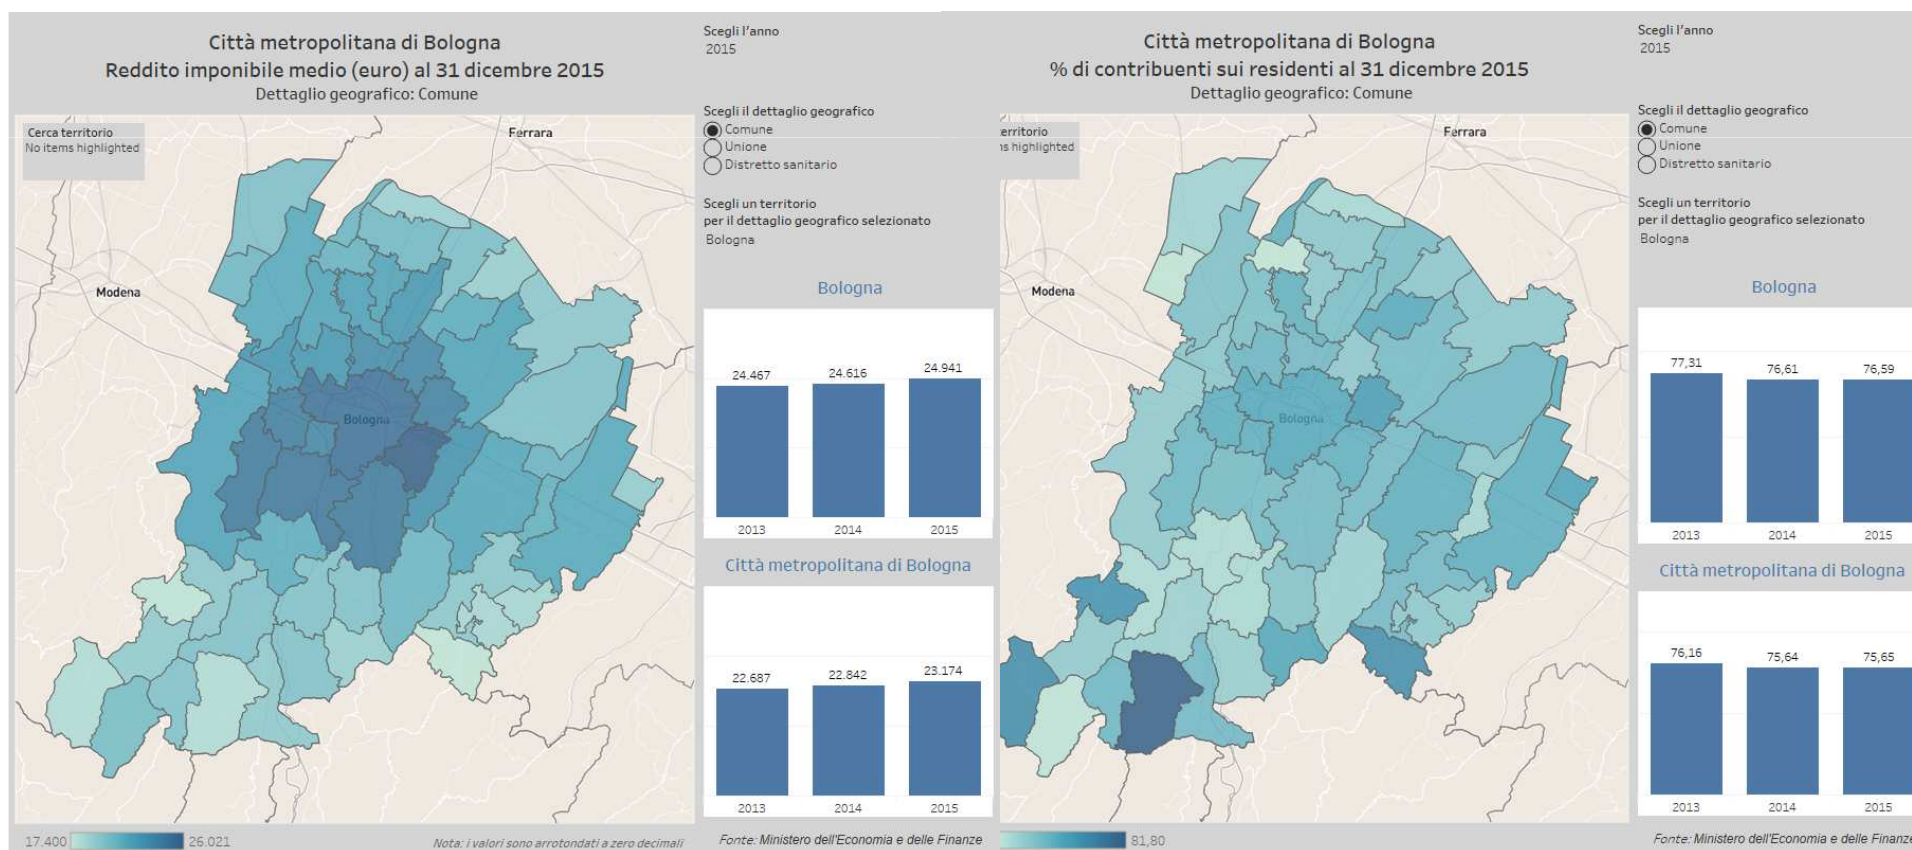 Città metropolitana di Bologna
Reddito imponibile medio (euro) al 31 dicembre 2015
Dettaglio geografico: Comune
Cerca territorio
No items highlighted
Ferrara
Modena
Bologna
17.400
26.021
Nota: i valori sono arrotondati a zero decimali
Scegli l'anno
2015
Scegli il dettaglio geografico
Comune
Unione
Distretto sanitario
Scegli un territorio
per il dettaglio geografico selezionato
Bologna
Bologna
24.467
24.616
24.941
2013
2014
2015
Città metropolitana di Bologna
22.687
22.842
23.174
2013
2014
2015
Fonte: Ministero dell'Economia e delle Finanze
Città metropolitana di Bologna
% di contribuenti sui residenti al 31 dicembre 2015
Dettaglio geografico: Comune
territorio
ns highlighted
Ferrara
Modena
Bologna
81,80
Scegli l'anno
2015
Scegli il dettaglio geografico
Comune
Unione
Distretto sanitario
Scegli un territorio
per il dettaglio geografico selezionato
Bologna
Bologna
77,31
76,61
76,59
2013
2014
2015
Città metropolitana di Bologna
76,16
75,64
75,65
2013
2014
2015
Fonte: Ministero dell'Economia e delle Finanze